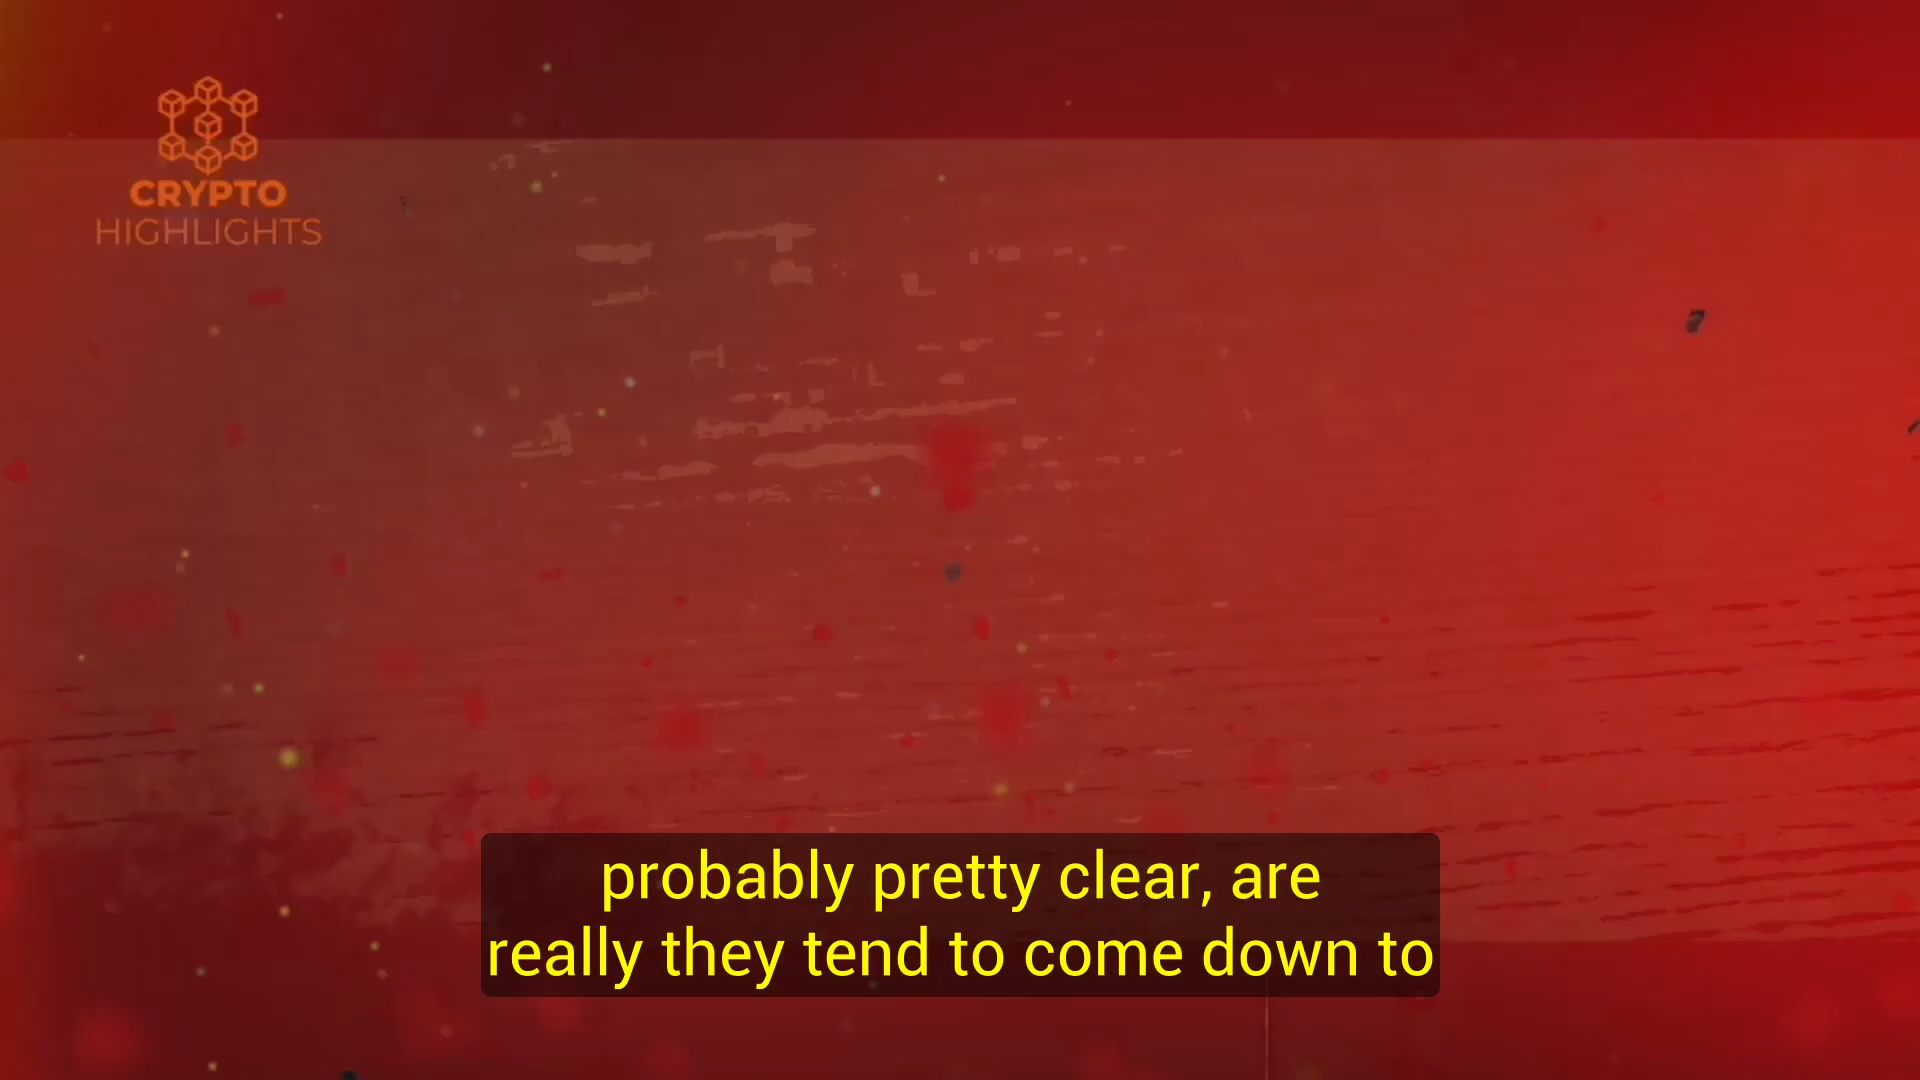 CRYPTO
HIGHLIGHTS
probably pretty clear, are
really they tend to come down to